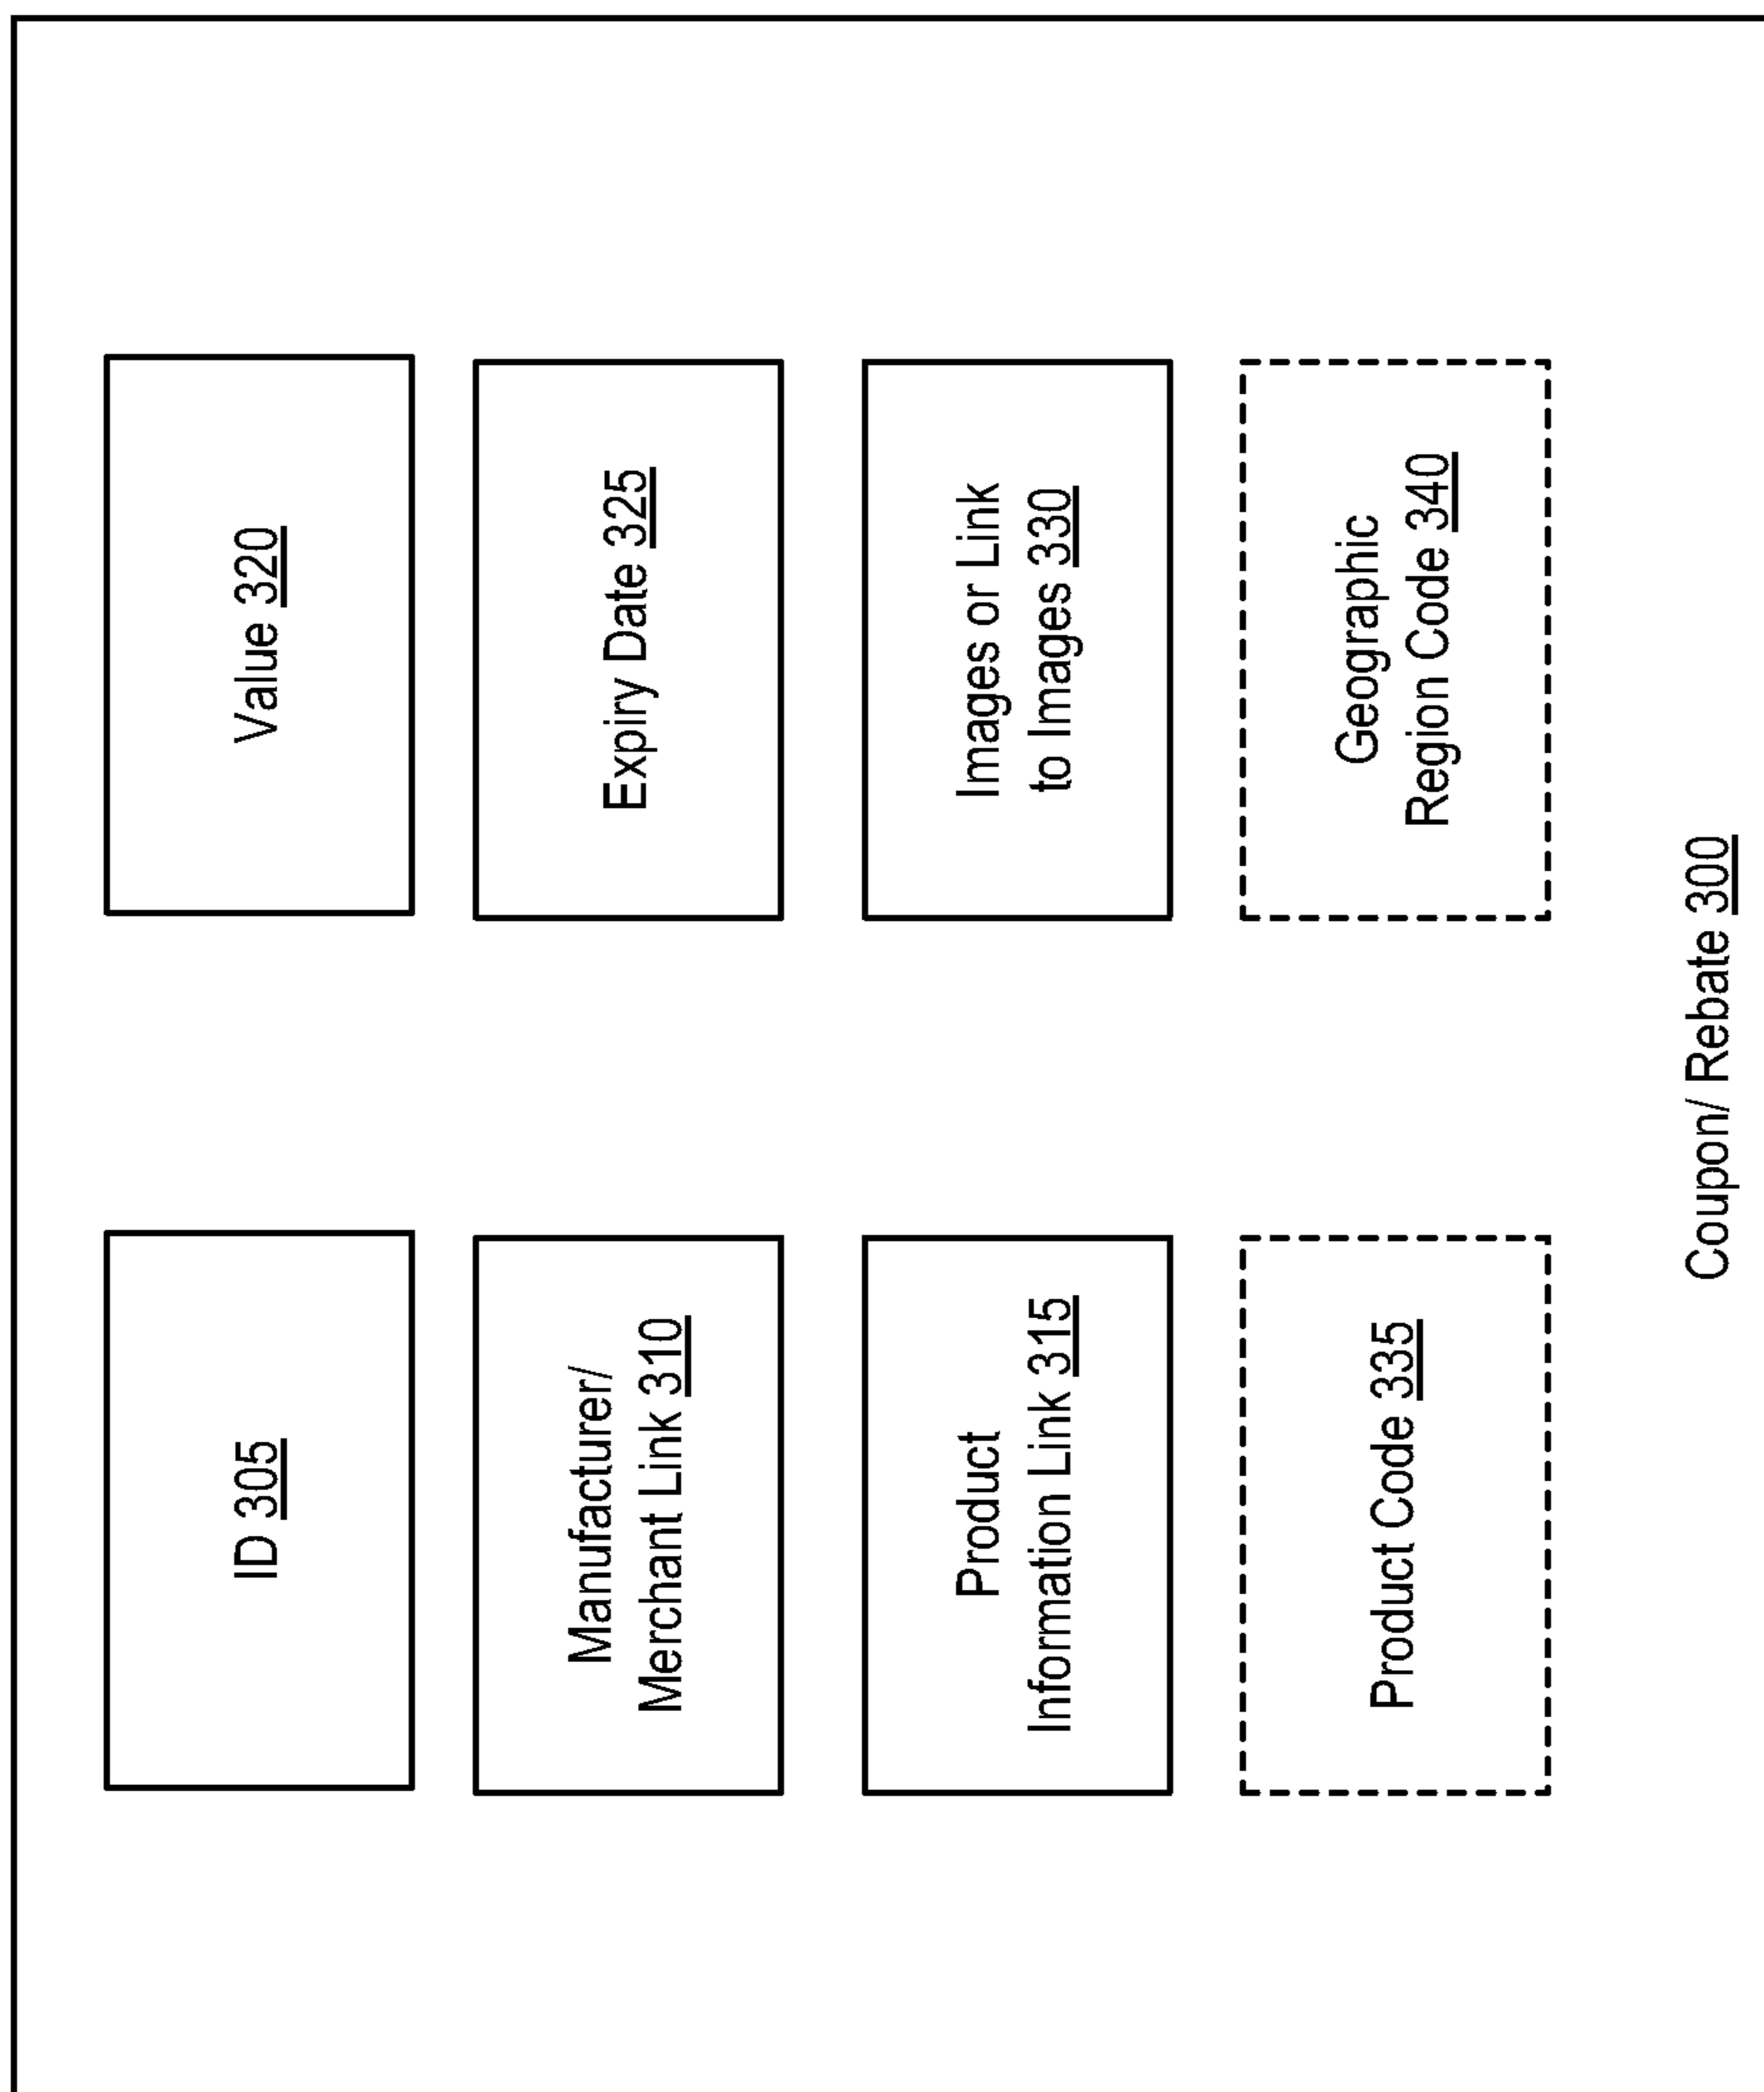 ID 305
Value 320
Manufacturer/
Merchant Link 310
Expiry Date 325
Product
Information Link 315
Images or Link
to Images 330
Product Code 335
Geographic
Region Code 340
Coupon/ Rebate 300